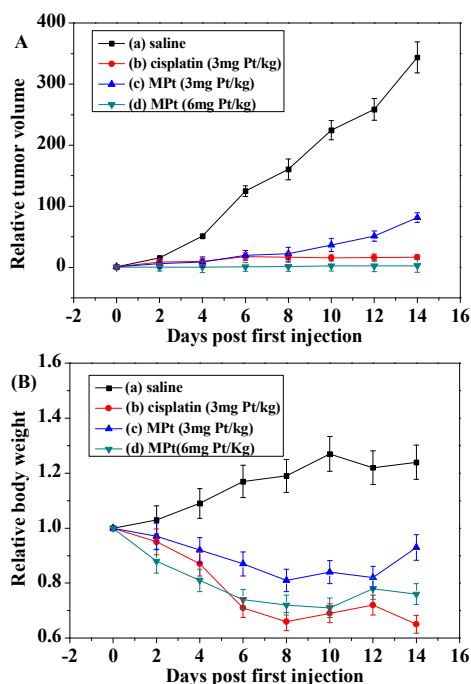 A
400
300
200
100
0
Relative tumor volume
(a) saline
(b) cisplatin (3mg Pt/kg)
(c) MPt (3mg Pt/kg)
(d) MPt (6mg Pt/kg)
-2 0 2 4 6 8 10 12 14 16
Days post first injection
(B)
1.6
1.4
1.2
1.0
0.8
0.6
Relative body weight
(a) saline
(b) cisplatin (3mg Pt/kg)
(c) MPt (3mg Pt/kg)
(d) MPt(6mg Pt/Kg)
-2 0 2 4 6 8 10 12 14 16
Days post first injection